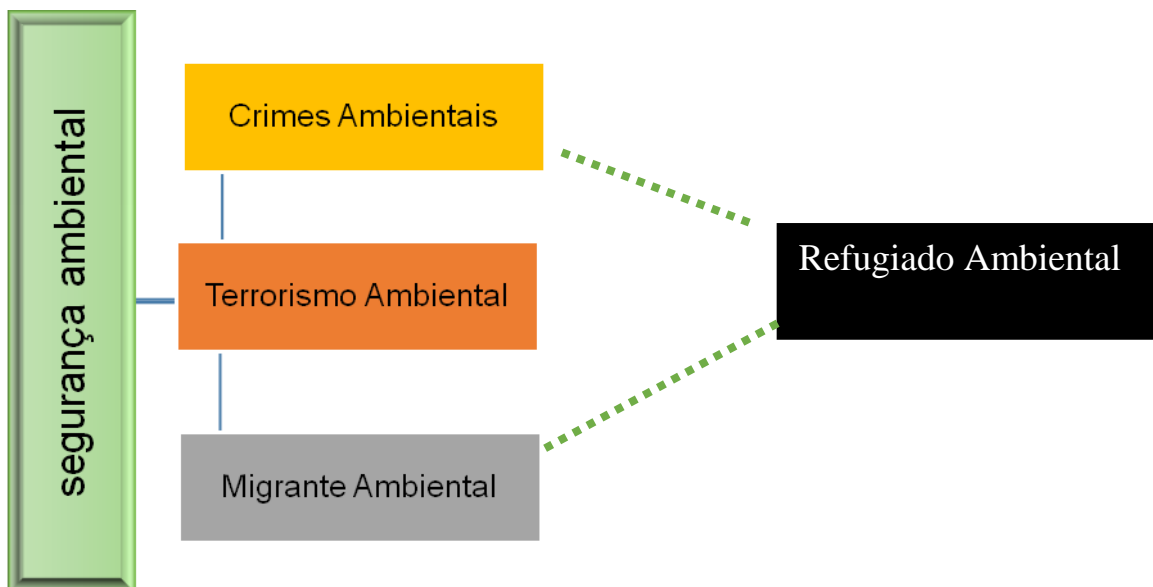 segurança ambiental
Crimes Ambientais
Terrorismo Ambiental
Migrante Ambiental
Refugiado Ambiental